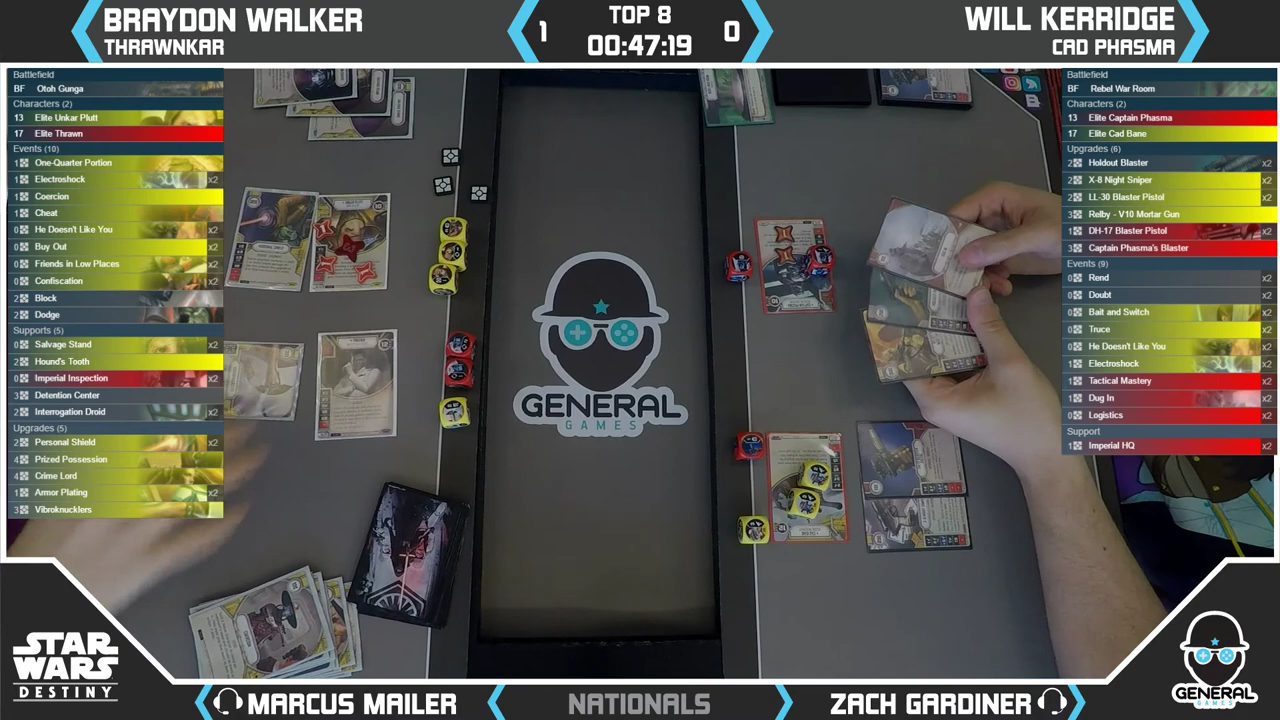 BRAYDON WALKER
THRAWNKAR
1
TOP 8
00:47:19
0
WILL KERRIDGE
CAD PHASMA
Battlefield
BF Otoh Gunga
Characters (2)
13 Elite Unkar Plutt
17 Elite Thrawn
Events (10)
1 One-Quarter Portion
1 Electroshock x2
1 Coercion
1 Cheat x2
0 He Doesn't Like You x2
0 Buy Out x2
0 Friends in Low Places x2
0 Confiscation x2
2 Block
2 Dodge
Supports (5)
0 Salvage Stand x2
2 Hound's Tooth x2
0 Imperial Inspection x2
3 Detention Center
2 Interrogation Droid x2
Upgrades (5)
2 Personal Shield x2
4 Prized Possession
4 Crime Lord
1 Armor Plating x2
3 Vibroknucklers
Battlefield
BF Rebel War Room
Characters (2)
13 Elite Captain Phasma
17 Elite Cad Bane
Upgrades (6)
2 Holdout Blaster x2
2 X-8 Night Sniper x2
2 LL-30 Blaster Pistol x2
3 Relby - V10 Mortar Gun
1 DH-17 Blaster Pistol x2
3 Captain Phasma's Blaster
Events (9)
0 Rend x2
0 Doubt x2
0 Bait and Switch x2
0 Truce x2
0 He Doesn't Like You x2
1 Electroshock x2
1 Tactical Mastery x2
1 Dug In x2
0 Logistics x2
Support
1 Imperial HQ x2
GENERAL
GAMES
STAR
WARS
DESTINY
MARCUS MAILER
NATIONALS
ZACH GARDINER
GENERAL
GAMES